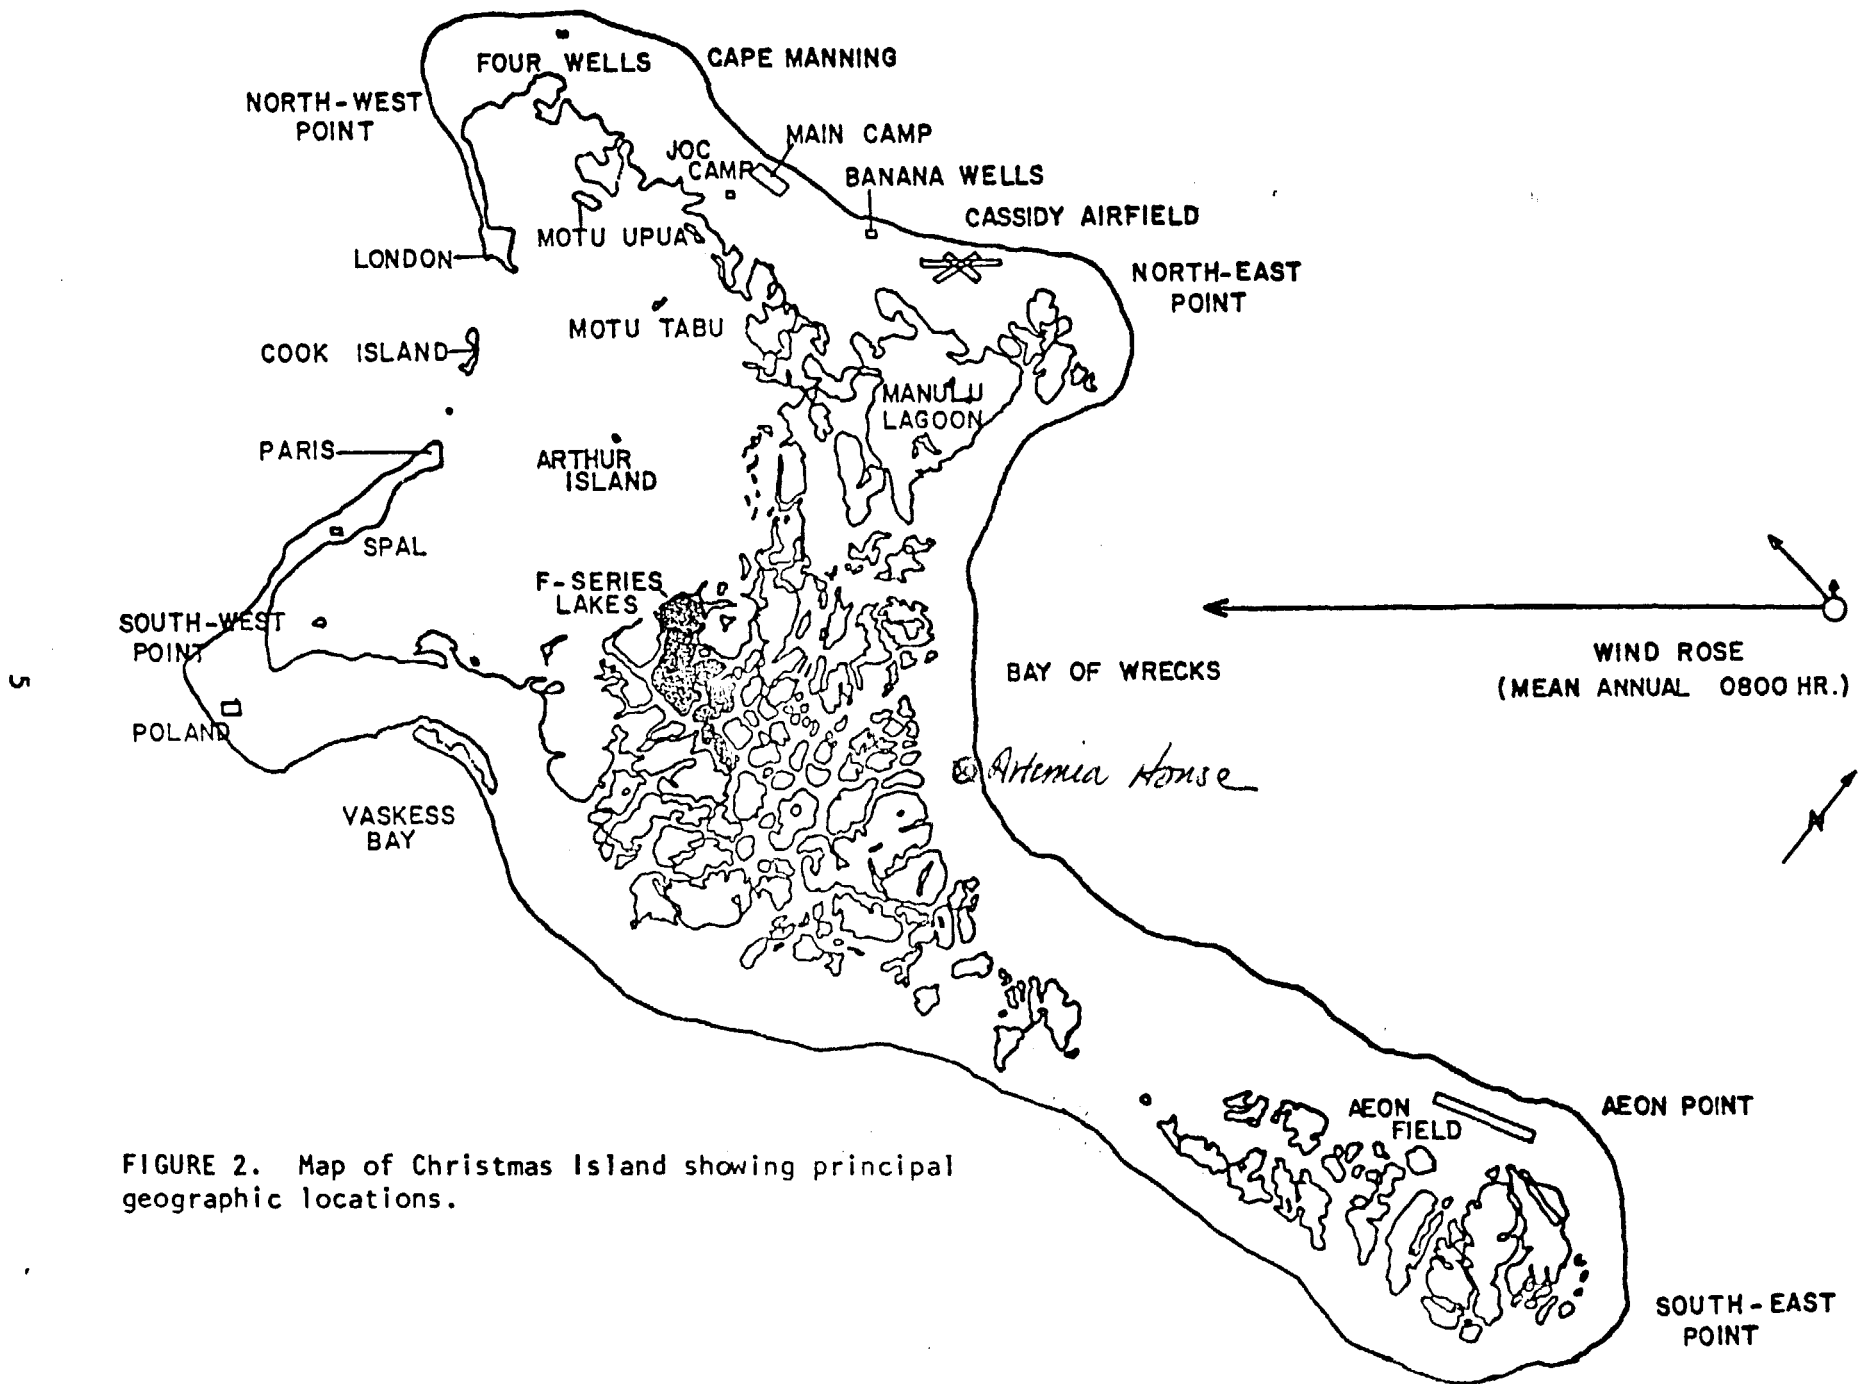 FOUR WELLS
CAPE MANNING
NORTH-WEST
POINT
MAIN CAMP
JOC
CAMP
BANANA WELLS
CASSIDY AIRFIELD
MOTU UPUA
LONDON
NORTH-EAST
POINT
MOTU TABU
COOK ISLAND
MANULU
LAGOON
PARIS
ARTHUR
ISLAND
SPAL
F-SERIES
LAKES
SOUTH-WEST
POINT
BAY OF WRECKS
WIND ROSE
(MEAN ANNUAL 0800 HR.)
5
POLAND
Artemia House
VASKESS
BAY
N
AEON
FIELD
AEON POINT
FIGURE 2. Map of Christmas Island showing principal
geographic locations.
SOUTH-EAST
POINT